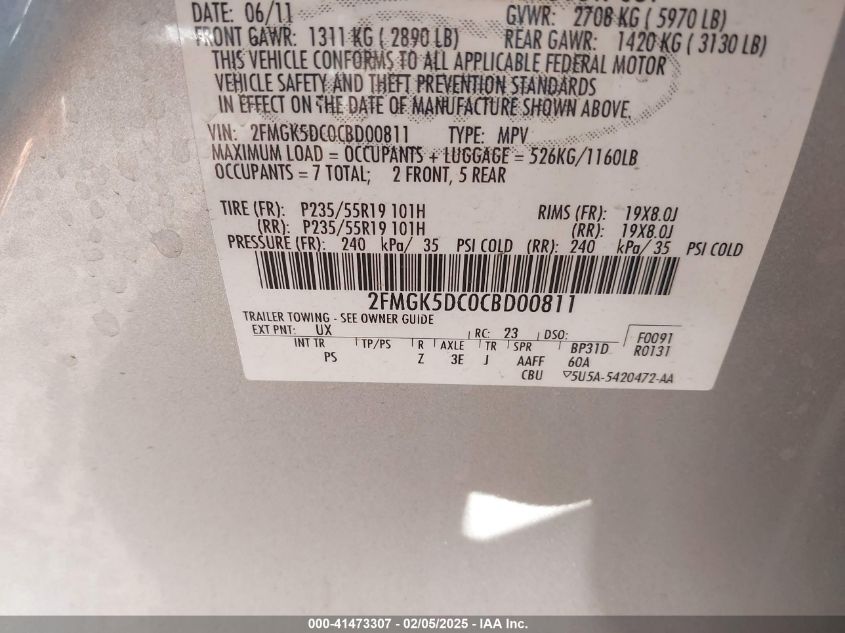 DATE: 06/11 GVWR: 2708 KG ( 5970 LB)
FRONT GAWR: 1311 KG ( 2890 LB) REAR GAWR: 1420 KG ( 3130 LB)
THIS VEHICLE CONFORMS TO ALL APPLICABLE FEDERAL MOTOR
VEHICLE SAFETY AND THEFT PREVENTION STANDARDS
IN EFFECT ON THE DATE OF MANUFACTURE SHOWN ABOVE.
VIN: 2FMGK5DC0CBD00811 TYPE: MPV
MAXIMUM LOAD = OCCUPANTS + LUGGAGE = 526KG/1160LB
OCCUPANTS = 7 TOTAL; 2 FRONT, 5 REAR
TIRE (FR): P235/55R19 101H RIMS (FR): 19X8.0J
(RR): P235/55R19 101H (RR): 19X8.0J
PRESSURE (FR): 240 kPa/ 35 PSI COLD (RR): 240 kPa/ 35 PSI COLD
2FMGK5DC0CBD00811
TRAILER TOWING - SEE OWNER GUIDE
EXT PNT: UX RC: 23 DSO: F0091
INT TR TP/PS R AXLE TR SPR BP31D R0131
PS Z 3E J AAFF 60A
CBU 5U5A-5420472-AA
000-41473307 - 02/05/2025 - IAA Inc.